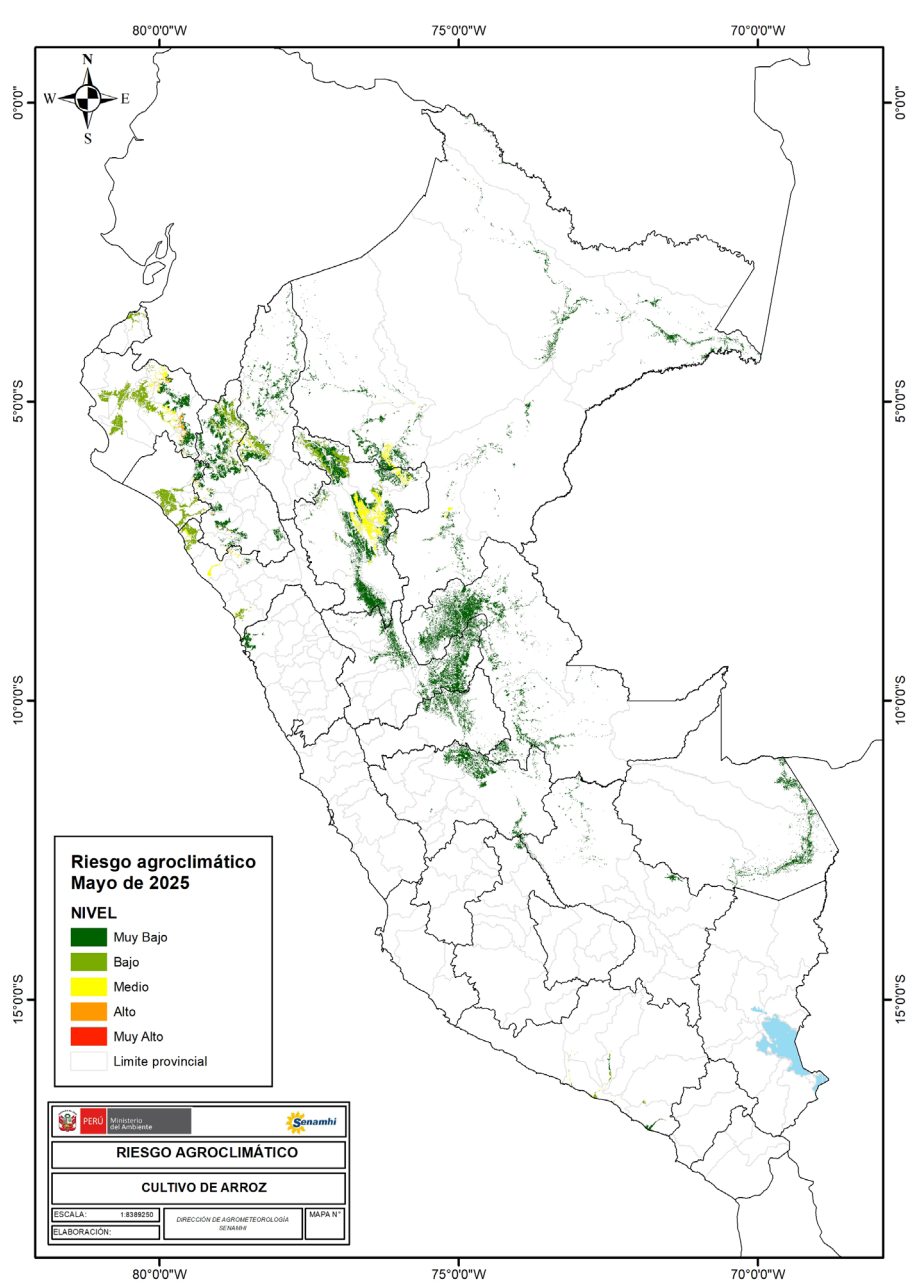 80°0'0"W 75°0'0"W 70°0'0"W
N
W E
S
0°0'0" 0°0'0"
5°0'0"S 5°0'0"S
10°0'0"S 10°0'0"S
15°0'0"S 15°0'0"S
Riesgo agroclimático
Mayo de 2025
NIVEL
Muy Bajo
Bajo
Medio
Alto
Muy Alto
Limite provincial
PERÚ Ministerio
del Ambiente
Senamhi
RIESGO AGROCLIMÁTICO
CULTIVO DE ARROZ
ESCALA: 1:8389250
ELABORACIÓN:
DIRECCIÓN DE AGROMETEOROLOGÍA
SENAMHI
MAPA N°
80°0'0"W 75°0'0"W 70°0'0"W